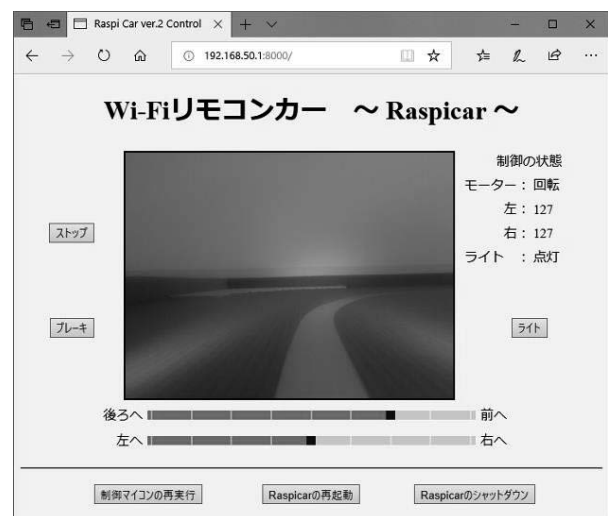 Raspi Car ver.2 Control
192.168.50.1:8000/
Wi-Fiリモコンカー ～ Raspicar ～
制御の状態
モーター： 回転
左： 127
右： 127
ライト ： 点灯
ストップ
ブレーキ
ライト
後ろへ 前へ
左へ 右へ
制御マイコンの再実行 Raspicarの再起動 Raspicarのシャットダウン